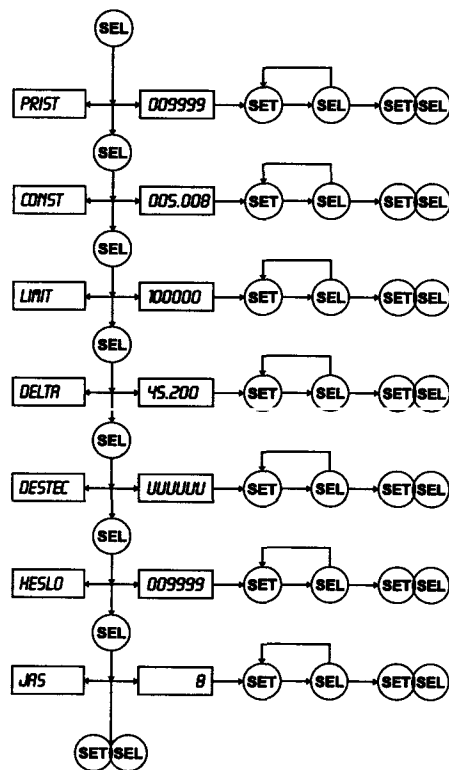 SEL
PRIST 009999 SET SEL SET SEL
SEL
CONST 005.008 SET SEL SET SEL
SEL
LIMIT 100000 SET SEL SET SEL
SEL
DELTA 45.200 SET SEL SET SEL
SEL
DESTEC UUUUUU SET SEL SET SEL
SEL
HESLO 009999 SET SEL SET SEL
SEL
JAS 8 SET SEL SET SEL
SET SEL